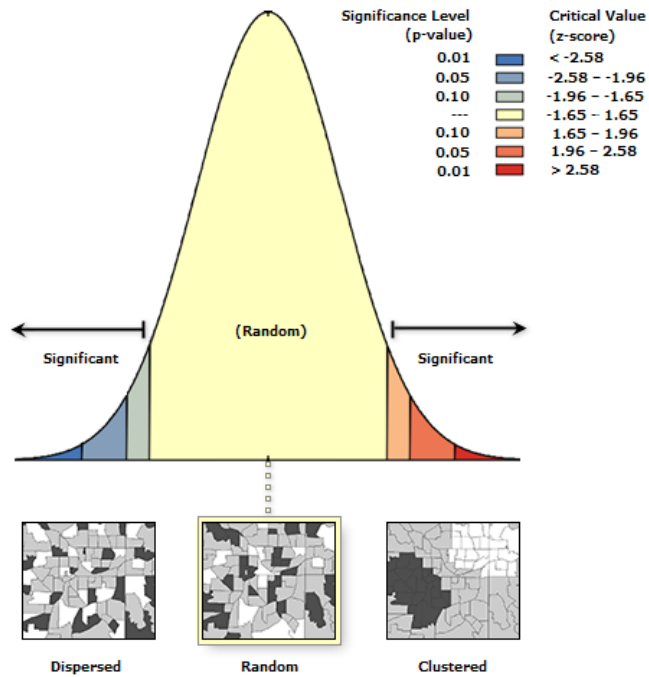 Significance Level Critical Value
(p-value) (z-score)
0.01 < -2.58
0.05 -2.58 – -1.96
0.10 -1.96 – -1.65
--- -1.65 – 1.65
0.10 1.65 – 1.96
0.05 1.96 – 2.58
0.01 > 2.58
(Random)
Significant Significant
Dispersed Random Clustered